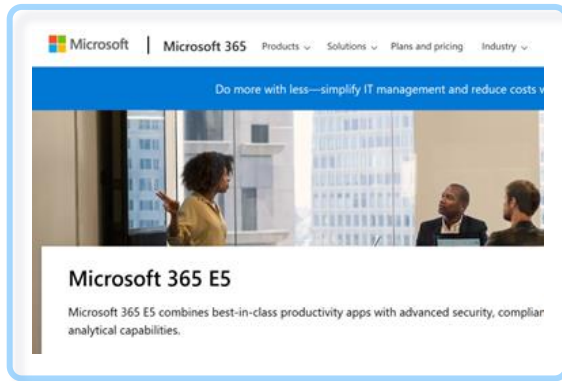 Microsoft | Microsoft 365 Products Solutions Plans and pricing Industry
Do more with less—simplify IT management and reduce costs
Microsoft 365 E5
Microsoft 365 E5 combines best-in-class productivity apps with advanced security,
analytical capabilities.